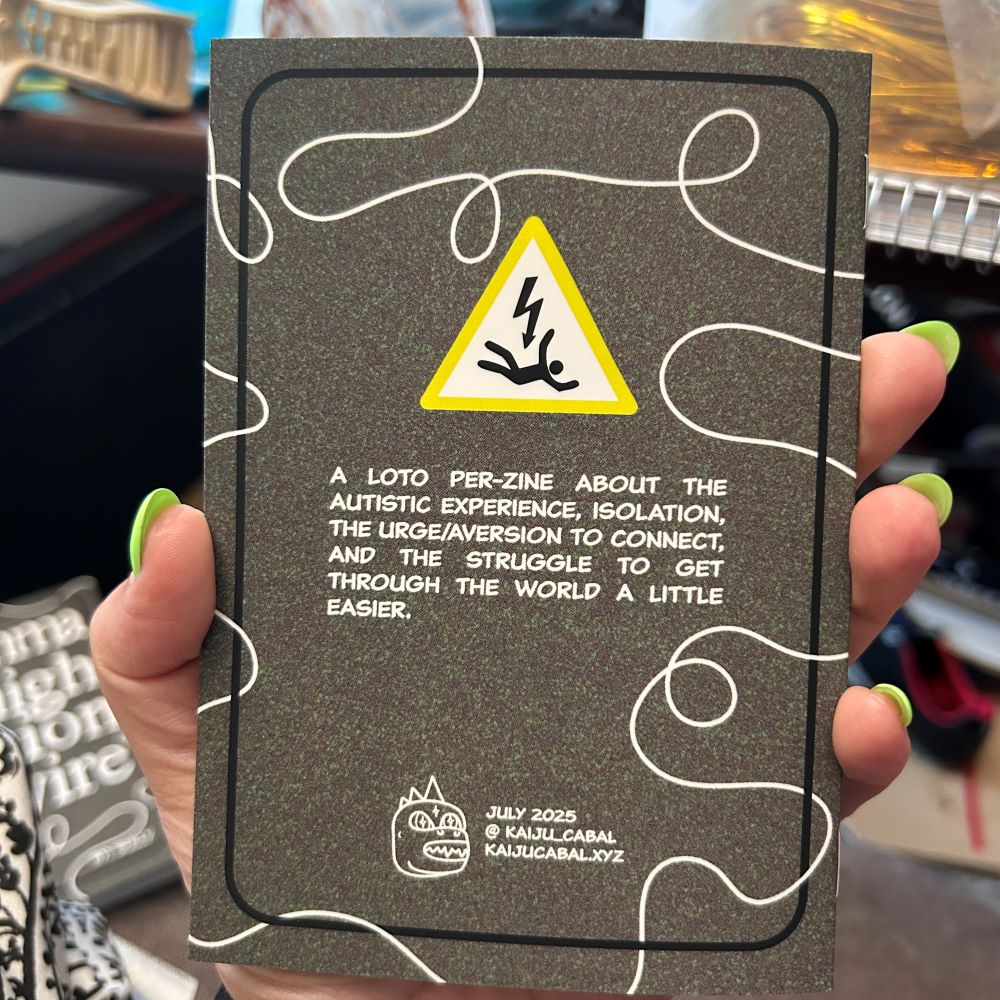 A LOTO PER-ZINE ABOUT THE
AUTISTIC EXPERIENCE, ISOLATION,
THE URGE/AVERSION TO CONNECT,
AND THE STRUGGLE TO GET
THROUGH THE WORLD A LITTLE
EASIER.
JULY 2025
@ KAIJU_CABAL
KAIJUCABAL.XYZ